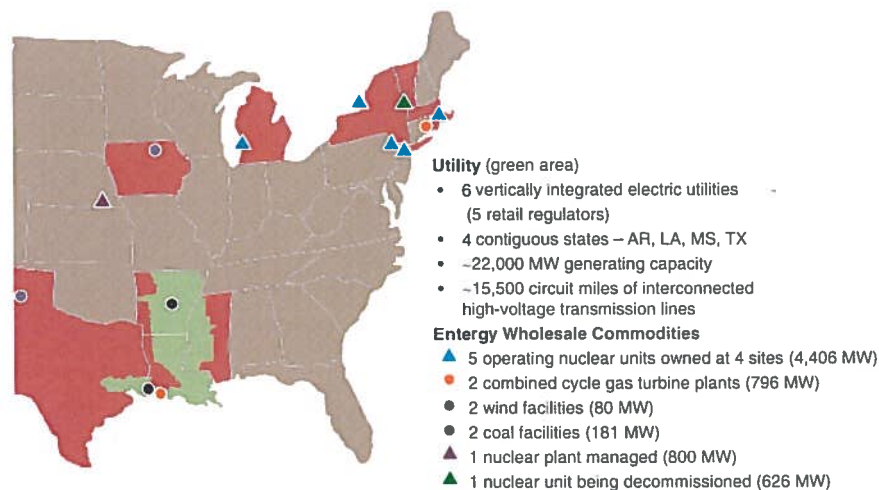 Utility (green area)
• 6 vertically integrated electric utilities
(5 retail regulators)
• 4 contiguous states – AR, LA, MS, TX
• ~22,000 MW generating capacity
• ~15,500 circuit miles of interconnected
high-voltage transmission lines
Entergy Wholesale Commodities
5 operating nuclear units owned at 4 sites (4,406 MW)
2 combined cycle gas turbine plants (796 MW)
2 wind facilities (80 MW)
2 coal facilities (181 MW)
1 nuclear plant managed (800 MW)
1 nuclear unit being decommissioned (626 MW)